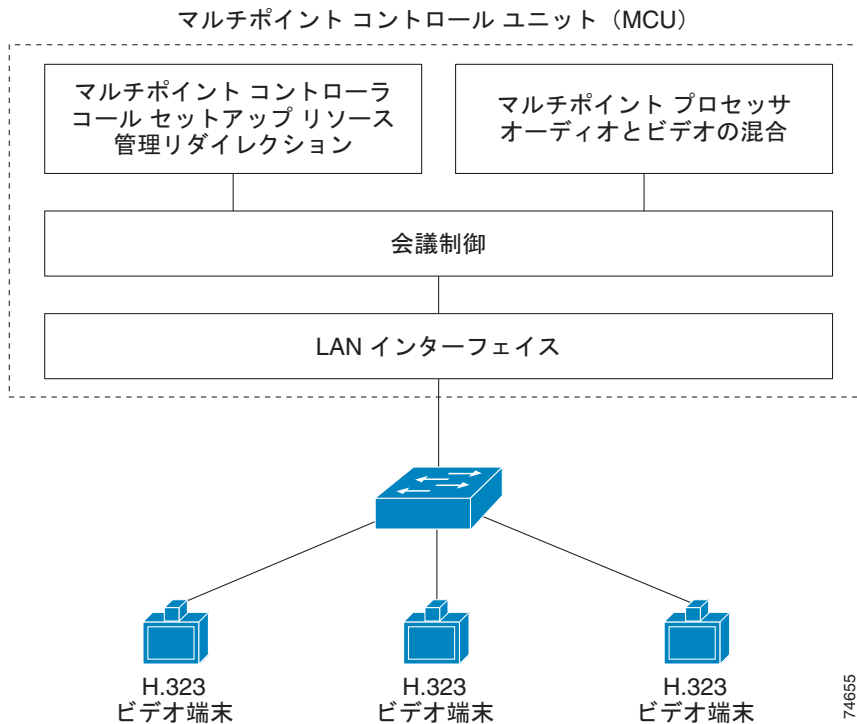 マルチポイント コントロール ユニット（MCU）
マルチポイント コントローラ
コール セットアップ リソース
管理リダイレクション
マルチポイント プロセッサ
オーディオとビデオの混合
会議制御
LAN インターフェイス
H.323
ビデオ端末
H.323
ビデオ端末
H.323
ビデオ端末
74655